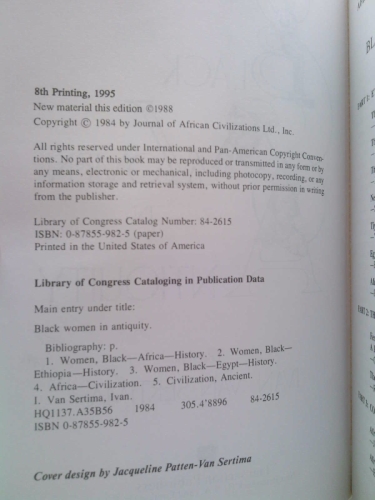 8th Printing, 1995
New material this edition ©1988
Copyright © 1984 by Journal of African Civilizations Ltd., Inc.
All rights reserved under International and Pan-American Copyright Conven-
tions. No part of this book may be reproduced or transmitted in any form or by
any means, electronic or mechanical, including photocopy, recording, or any
information storage and retrieval system, without prior permission in writing
from the publisher.
Library of Congress Catalog Number: 84-2615
ISBN: 0-87855-982-5 (paper)
Printed in the United States of America
Library of Congress Cataloging in Publication Data
Main entry under title:
Black women in antiquity.
Bibliography: p.
1. Women, Black—Africa—History. 2. Women, Black—
Ethiopia—History. 3. Women, Black—Egypt—History.
4. Africa—Civilization. 5. Civilization, Ancient.
I. Van Sertima, Ivan.
HQ1137.A35B56 1984 305.4'8896 84-2615
ISBN 0-87855-982-5
Cover design by Jacqueline Patten-Van Sertima